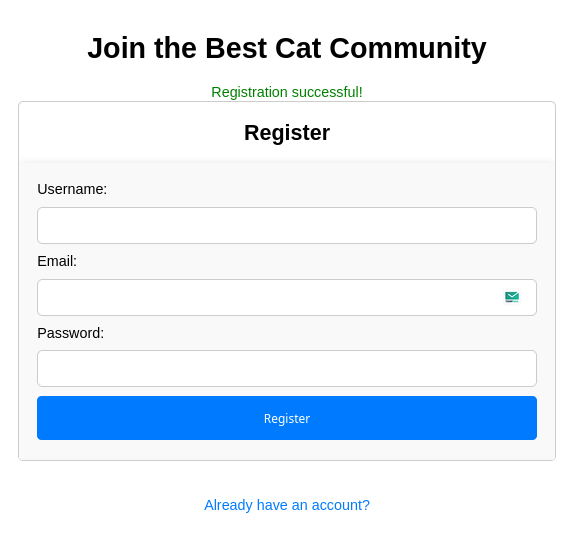 Join the Best Cat Community
Registration successful!
Register
Username:
Email:
Password:
Register
Already have an account?